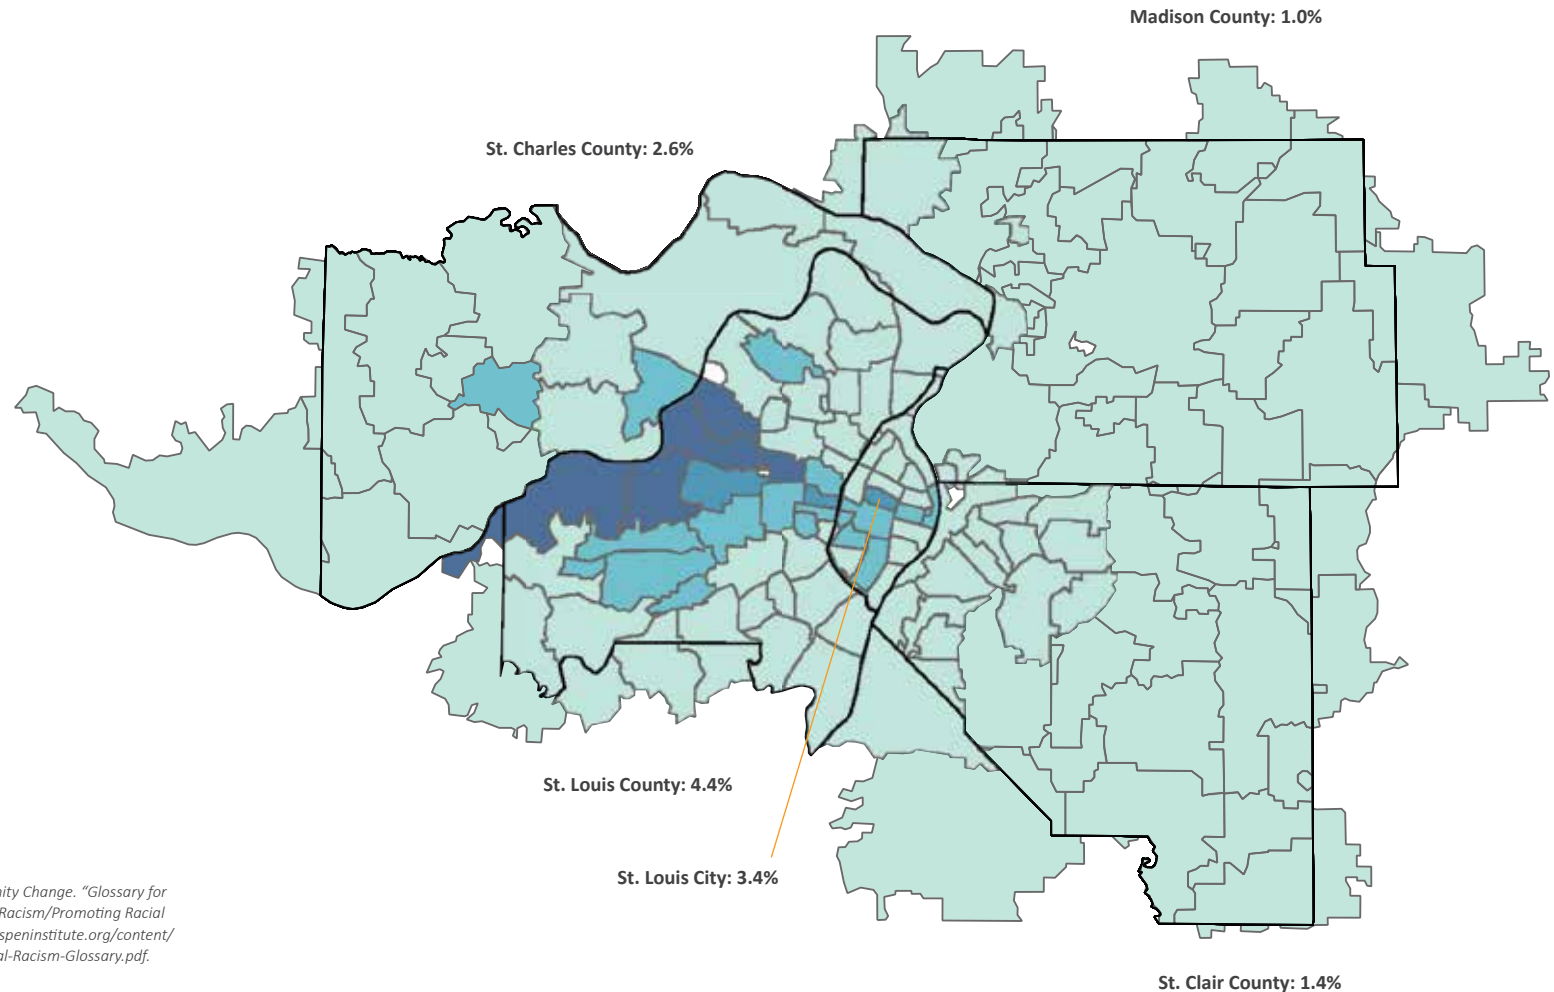 Madison County: 1.0%
St. Charles County: 2.6%
St. Louis County: 4.4%
St. Louis City: 3.4%
nity Change. “Glossary for
Racism/Promoting Racial
speninstitute.org/content/
al-Racism-Glossary.pdf.
St. Clair County: 1.4%